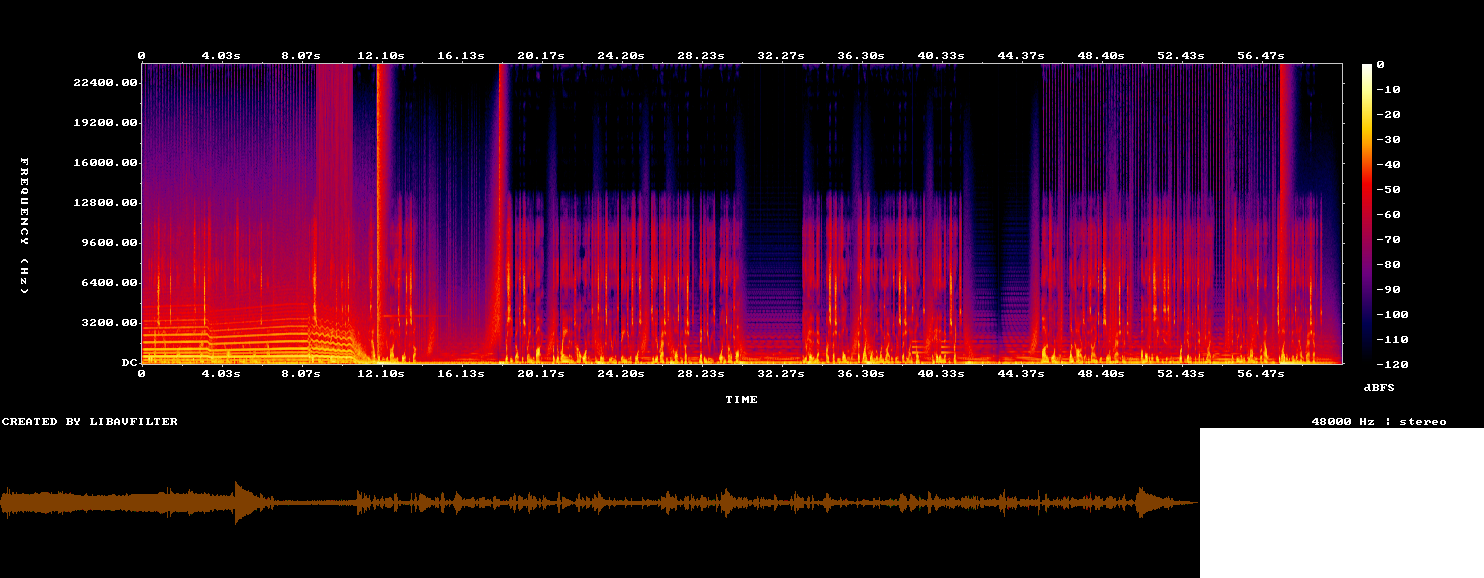 0 4.03s 8.07s 12.10s 16.13s 20.17s 24.20s 28.23s 32.27s 36.30s 40.33s 44.37s 48.40s 52.43s 56.47s
22400.00
19200.00
16000.00
12800.00
9600.00
6400.00
3200.00
DC
FREQUENCY (HZ)
0
-10
-20
-30
-40
-50
-60
-70
-80
-90
-100
-110
-120
dBFS
0 4.03s 8.07s 12.10s 16.13s 20.17s 24.20s 28.23s 32.27s 36.30s 40.33s 44.37s 48.40s 52.43s 56.47s
TIME
CREATED BY LIBAVFILTER
48000 Hz | stereo